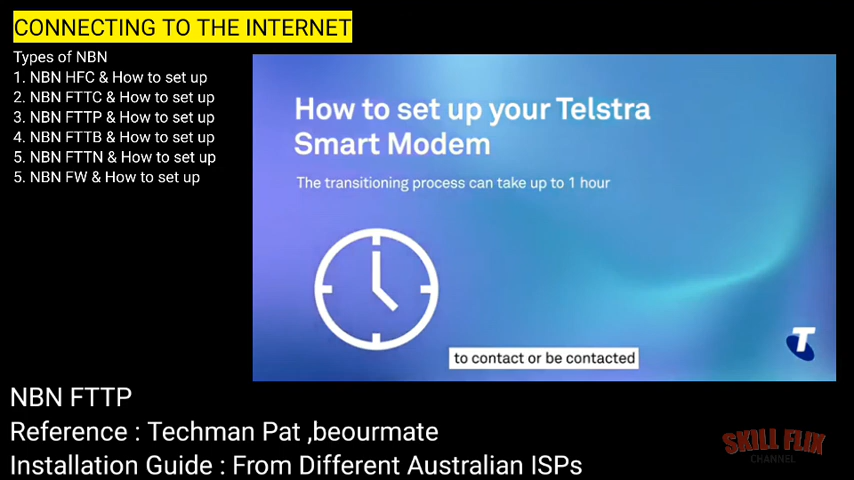 CONNECTING TO THE INTERNET
Types of NBN
1. NBN HFC & How to set up
2. NBN FTTC & How to set up
3. NBN FTTP & How to set up
4. NBN FTTB & How to set up
5. NBN FTTN & How to set up
5. NBN FW & How to set up
How to set up your Telstra
Smart Modem
The transitioning process can take up to 1 hour
to contact or be contacted
T
NBN FTTP
Reference : Techman Pat ,beourmate
Installation Guide : From Different Australian ISPs
SKILL FLIX
CHANNEL